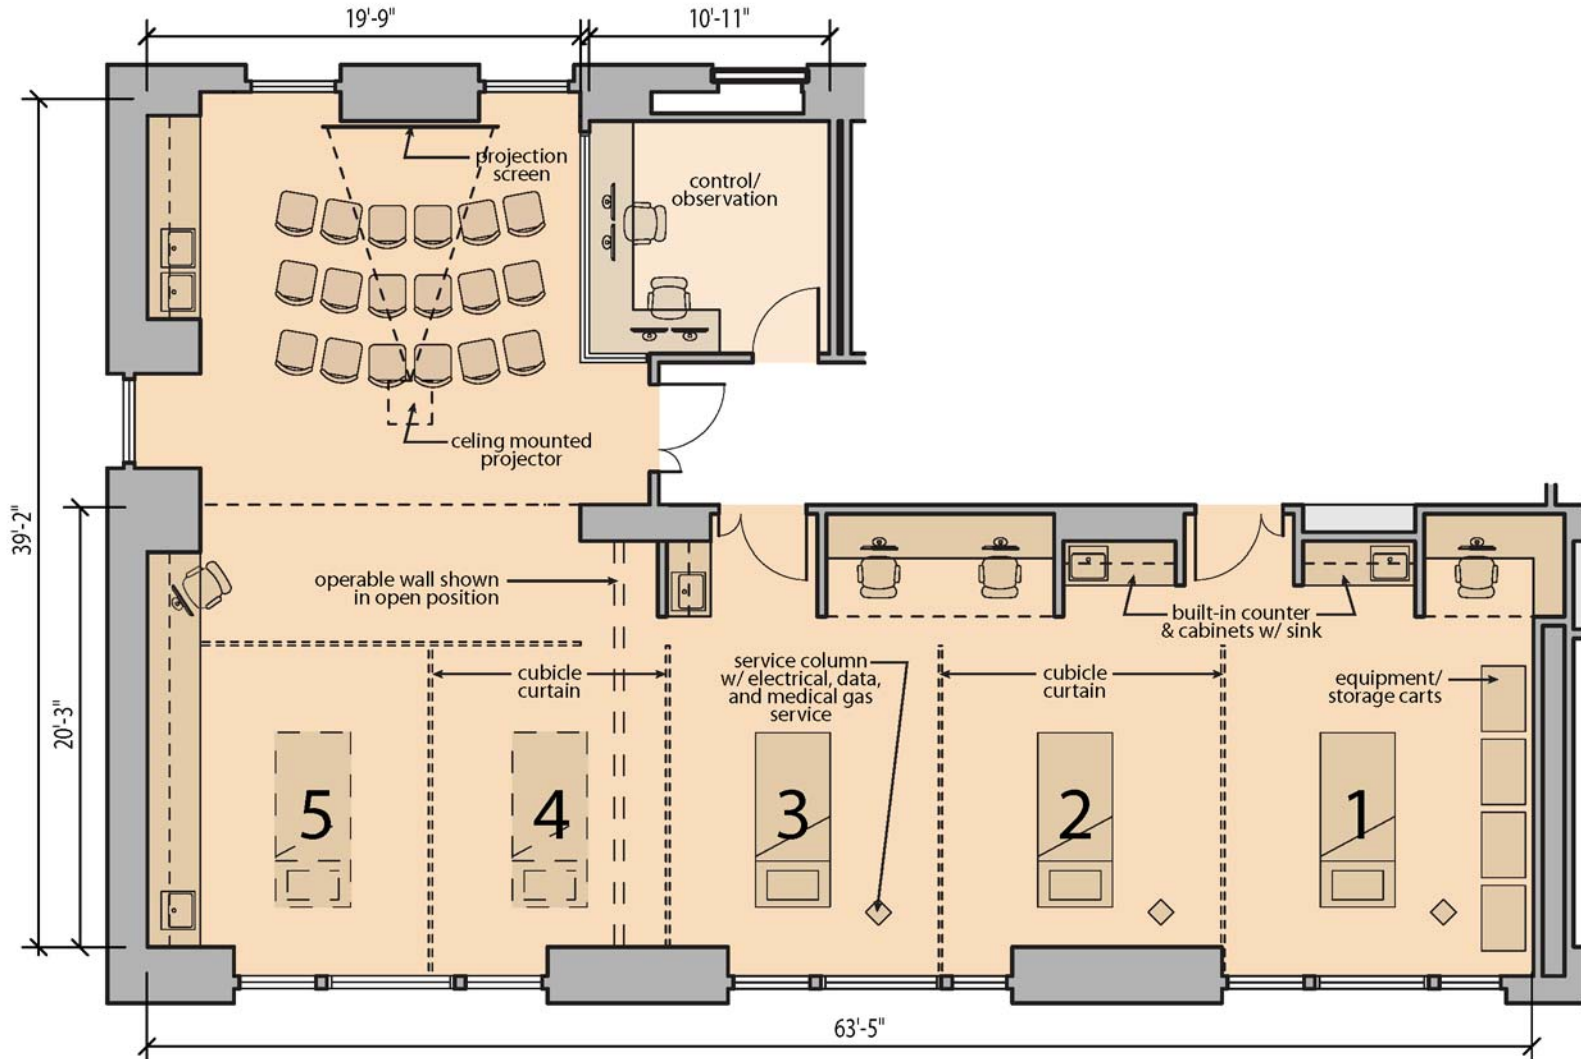 19'-9"
10'-11"
projection
screen
control/
observation
celing mounted
projector
39'-2"
20'-3"
operable wall shown
in open position
built-in counter
& cabinets w/ sink
cubicle
curtain
service column
w/ electrical, data,
and medical gas
service
cubicle
curtain
equipment/
storage carts
5
4
3
2
1
63'-5"